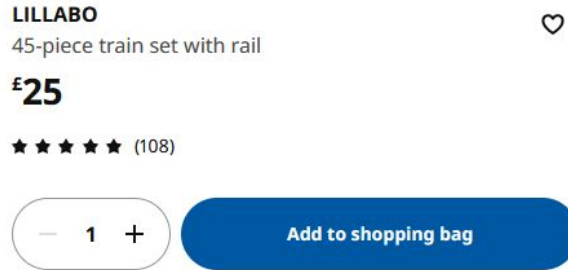 LILLABO
45-piece train set with rail
£25
(108)
1
Add to shopping bag